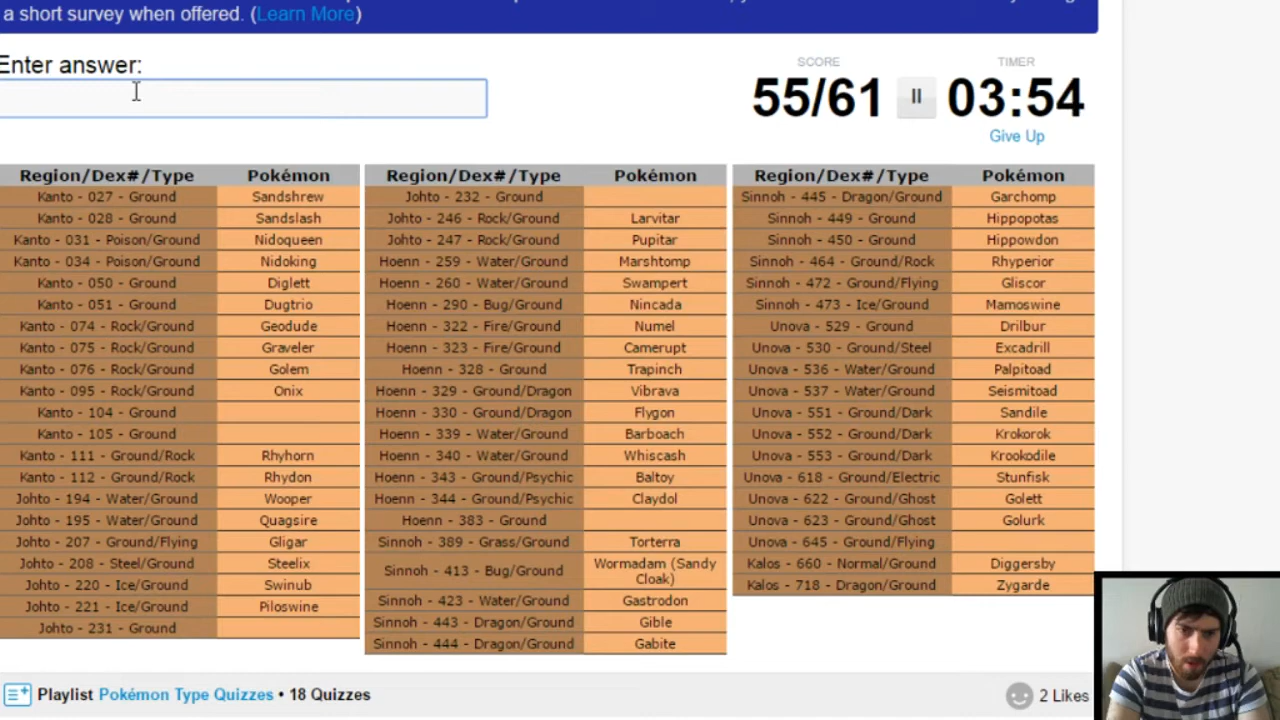 a short survey when offered. (Learn More)
Enter answer:
SCORE
TIMER
55/61
03:54
Give Up
Region/Dex#/Type Pokémon
Kanto - 027 - Ground Sandshrew
Kanto - 028 - Ground Sandslash
Kanto - 031 - Poison/Ground Nidoqueen
Kanto - 034 - Poison/Ground Nidoking
Kanto - 050 - Ground Diglett
Kanto - 051 - Ground Dugtrio
Kanto - 074 - Rock/Ground Geodude
Kanto - 075 - Rock/Ground Graveler
Kanto - 076 - Rock/Ground Golem
Kanto - 095 - Rock/Ground Onix
Kanto - 104 - Ground
Kanto - 105 - Ground
Kanto - 111 - Ground/Rock Rhyhorn
Kanto - 112 - Ground/Rock Rhydon
Johto - 194 - Water/Ground Wooper
Johto - 195 - Water/Ground Quagsire
Johto - 207 - Ground/Flying Gligar
Johto - 208 - Steel/Ground Steelix
Johto - 220 - Ice/Ground Swinub
Johto - 221 - Ice/Ground Piloswine
Johto - 231 - Ground
Region/Dex#/Type Pokémon
Johto - 232 - Ground
Johto - 246 - Rock/Ground Larvitar
Johto - 247 - Rock/Ground Pupitar
Hoenn - 259 - Water/Ground Marshtomp
Hoenn - 260 - Water/Ground Swampert
Hoenn - 290 - Bug/Ground Nincada
Hoenn - 322 - Fire/Ground Numel
Hoenn - 323 - Fire/Ground Camerupt
Hoenn - 328 - Ground Trapinch
Hoenn - 329 - Ground/Dragon Vibrava
Hoenn - 330 - Ground/Dragon Flygon
Hoenn - 339 - Water/Ground Barboach
Hoenn - 340 - Water/Ground Whiscash
Hoenn - 343 - Ground/Psychic Baltoy
Hoenn - 344 - Ground/Psychic Claydol
Hoenn - 383 - Ground
Sinnoh - 389 - Grass/Ground Torterra
Sinnoh - 413 - Bug/Ground Wormadam (Sandy
Cloak)
Sinnoh - 423 - Water/Ground Gastrodon
Sinnoh - 443 - Dragon/Ground Gible
Sinnoh - 444 - Dragon/Ground Gabite
Region/Dex#/Type Pokémon
Sinnoh - 445 - Dragon/Ground Garchomp
Sinnoh - 449 - Ground Hippopotas
Sinnoh - 450 - Ground Hippowdon
Sinnoh - 464 - Ground/Rock Rhyperior
Sinnoh - 472 - Ground/Flying Gliscor
Sinnoh - 473 - Ice/Ground Mamoswine
Unova - 529 - Ground Drilbur
Unova - 530 - Ground/Steel Excadrill
Unova - 536 - Water/Ground Palpitoad
Unova - 537 - Water/Ground Seismitoad
Unova - 551 - Ground/Dark Sandile
Unova - 552 - Ground/Dark Krokorok
Unova - 553 - Ground/Dark Krookodile
Unova - 618 - Ground/Electric Stunfisk
Unova - 622 - Ground/Ghost Golett
Unova - 623 - Ground/Ghost Golurk
Unova - 645 - Ground/Flying
Kalos - 660 - Normal/Ground Diggersby
Kalos - 718 - Dragon/Ground Zygarde
Playlist Pokémon Type Quizzes • 18 Quizzes
2 Likes